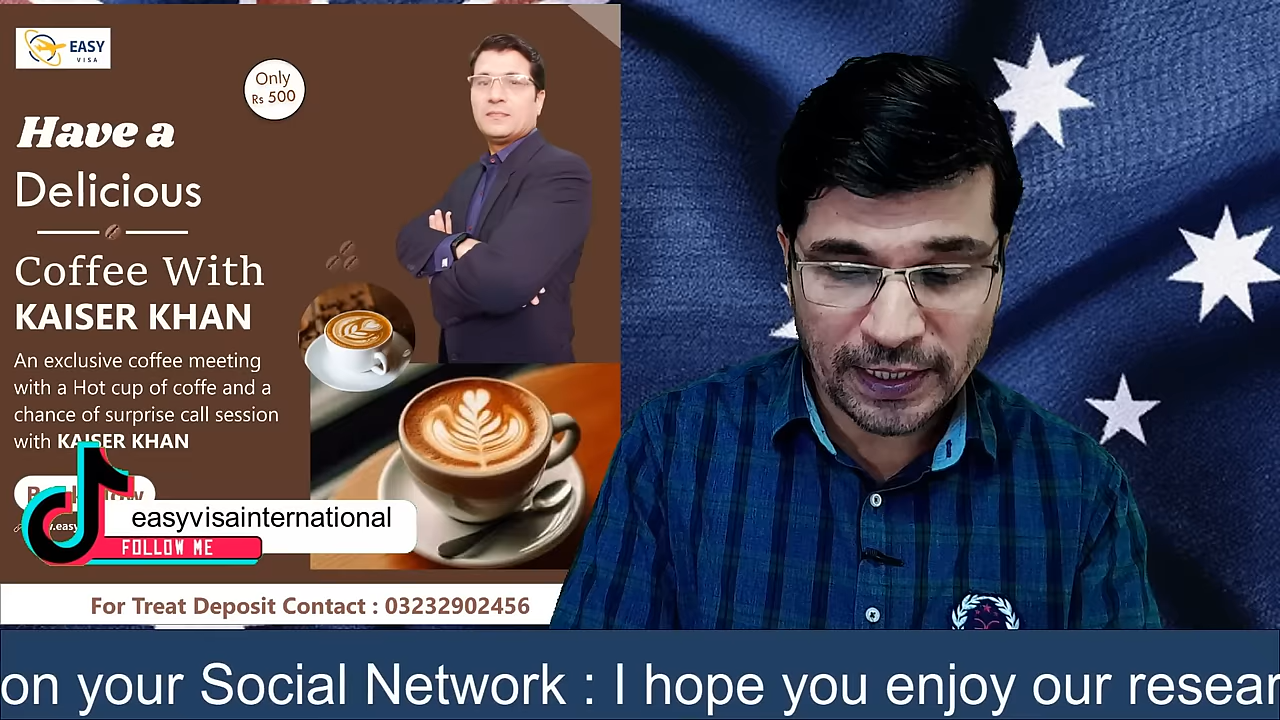 EASY
VISA
Only
Rs 500
Have a
Delicious
Coffee With
KAISER KHAN
An exclusive coffee meeting
with a Hot cup of coffe and a
chance of surprise call session
with KAISER KHAN
easyvisainternational
FOLLOW ME
For Treat Deposit Contact : 03232902456
on your Social Network : I hope you enjoy our resear